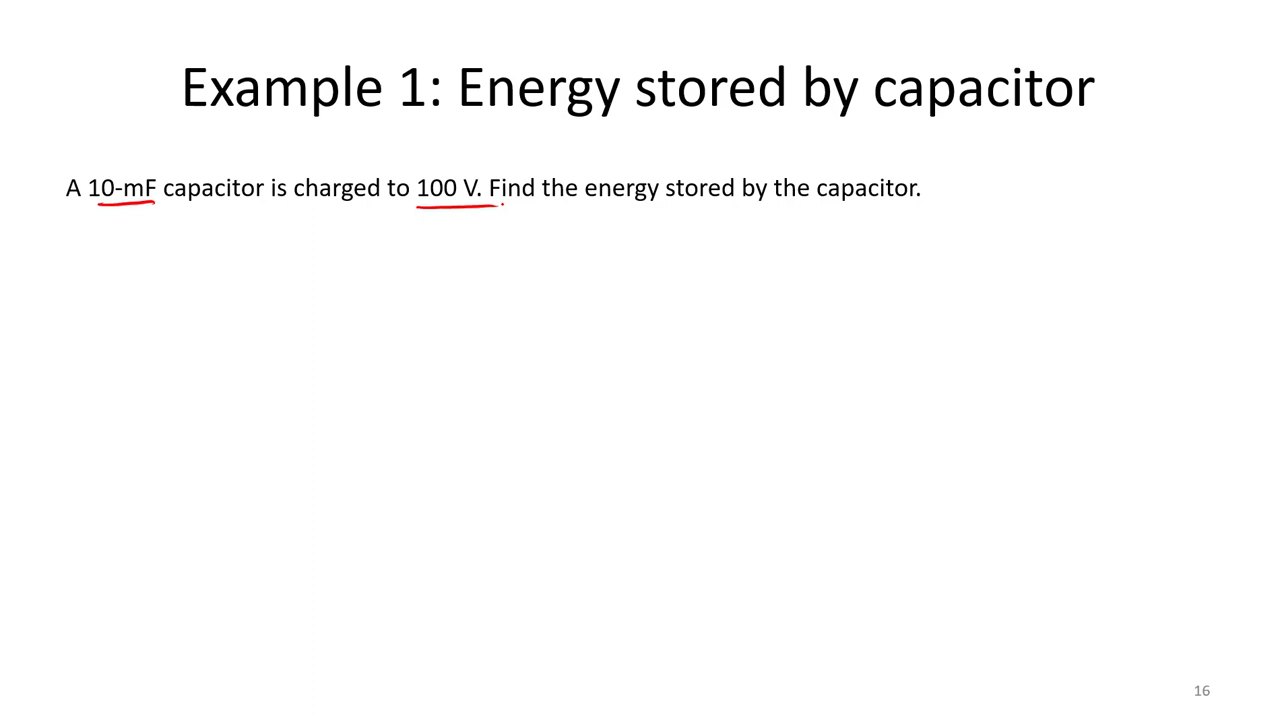 Example 1: Energy stored by capacitor
A 10-mF capacitor is charged to 100 V. Find the energy stored by the capacitor.
16